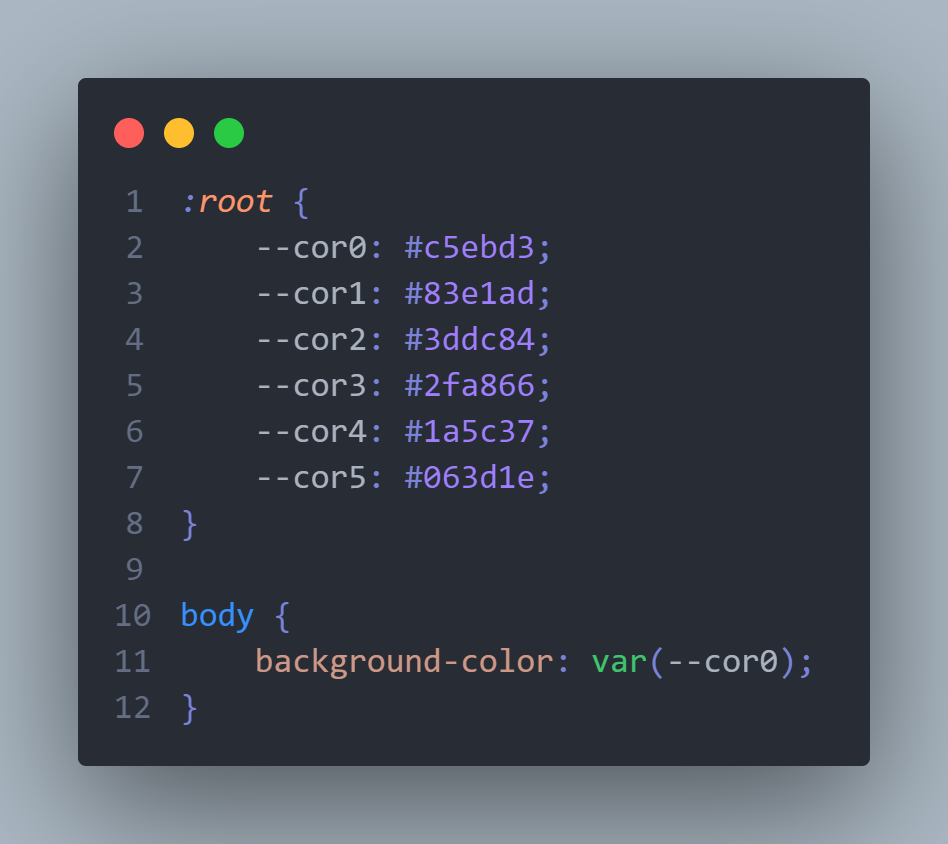 1 :root {
2     --cor0: #c5ebd3;
3     --cor1: #83e1ad;
4     --cor2: #3ddc84;
5     --cor3: #2fa866;
6     --cor4: #1a5c37;
7     --cor5: #063d1e;
8 }
9
10 body {
11     background-color: var(--cor0);
12 }